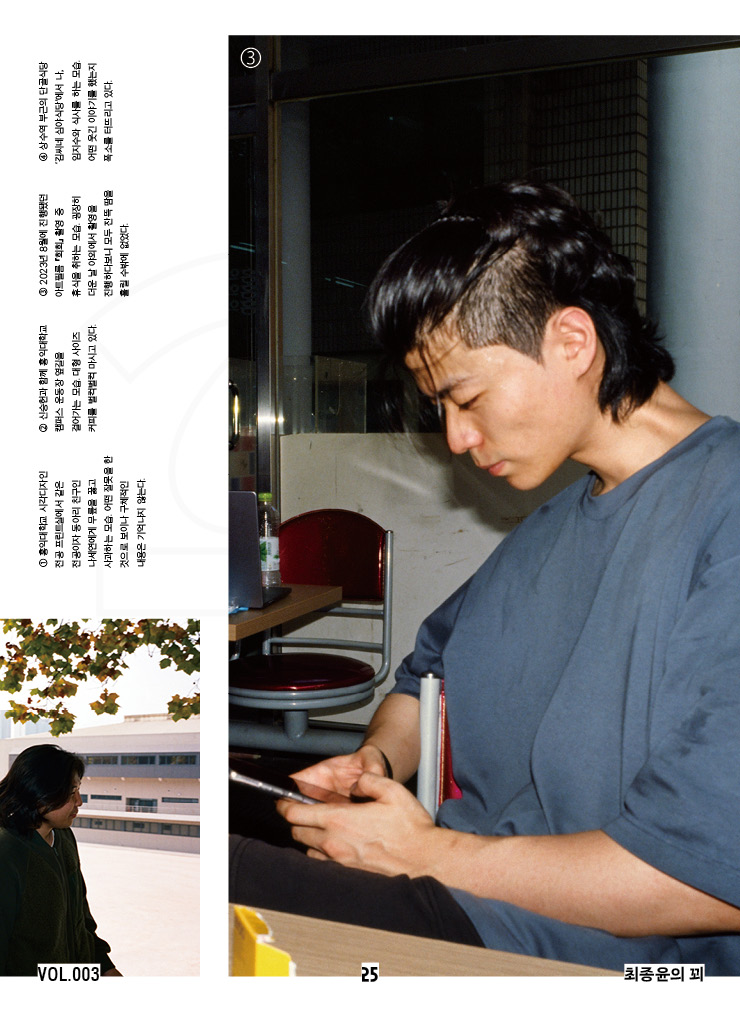 ③
④ 상수역 부근의 단골식당
'김씨네 심야식당'에서 나,
임지수와 식사를 하는 모습.
어떤 웃긴 이야기를 했는지
폭소를 터뜨리고 있다.
③ 2023년 8월에 진행됐던
아트필름 『회회』 촬영 중
휴식을 취하는 모습. 굉장히
더운 날 야외에서 촬영을
진행하다보니 모두 잔뜩 땀을
흘릴 수밖에 없었다.
② 신승헌과 함께 홍익대학교
캠퍼스 운동장 옆길을
걸어가는 모습. 대형 사이즈
커피를 벌컥벌컥 마시고 있다.
① 홍익대학교 시각디자인
전공 프린트실에서 같은
전공이자 동아리 친구인
나세연에게 무릎을 꿇고
사과하는 모습. 어떤 잘못을 한
것으로 보이나 구체적인
내용은 기억나지 않는다.
VOL.003
25
최종윤의 꾀